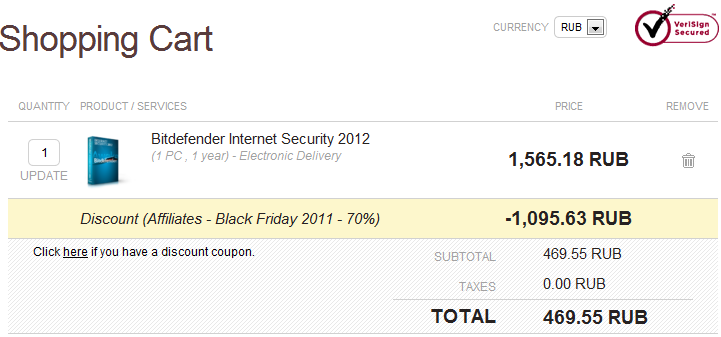 Shopping Cart
CURRENCY RUB
VeriSign
Secured
™
QUANTITY PRODUCT / SERVICES PRICE REMOVE
1 Bitdefender Internet Security 2012
(1 PC , 1 year) - Electronic Delivery 1,565.18 RUB
UPDATE
Discount (Affiliates - Black Friday 2011 - 70%) -1,095.63 RUB
Click here if you have a discount coupon.
SUBTOTAL 469.55 RUB
TAXES 0.00 RUB
TOTAL 469.55 RUB